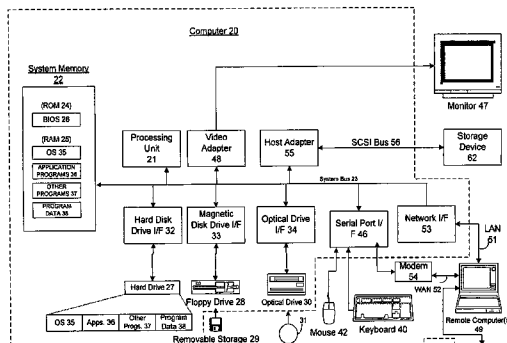 Computer 20
System Memory
22
(ROM 24)
BIOS 26
(RAM 25)
OS 35
APPLICATION
PROGRAMS 36
OTHER
PROGRAMS 37
PROGRAM
DATA 38
Processing
Unit
21
Video
Adapter
48
Host Adapter
55
SCSI Bus 56
Monitor 47
Storage
Device
62
System Bus 23
Hard Disk
Drive I/F 32
Magnetic
Disk Drive I/F
33
Optical Drive
I/F 34
Serial Port I/
F 46
Network I/F
53
LAN
51
Modem
54
WAN 52
Hard Drive 27
Floppy Drive 28
Optical Drive 30
31
Mouse 42
Keyboard 40
Remote Computer(s)
49
OS 35
Apps. 36
Other
Progs. 37
Program
Data 38
Removable Storage 29